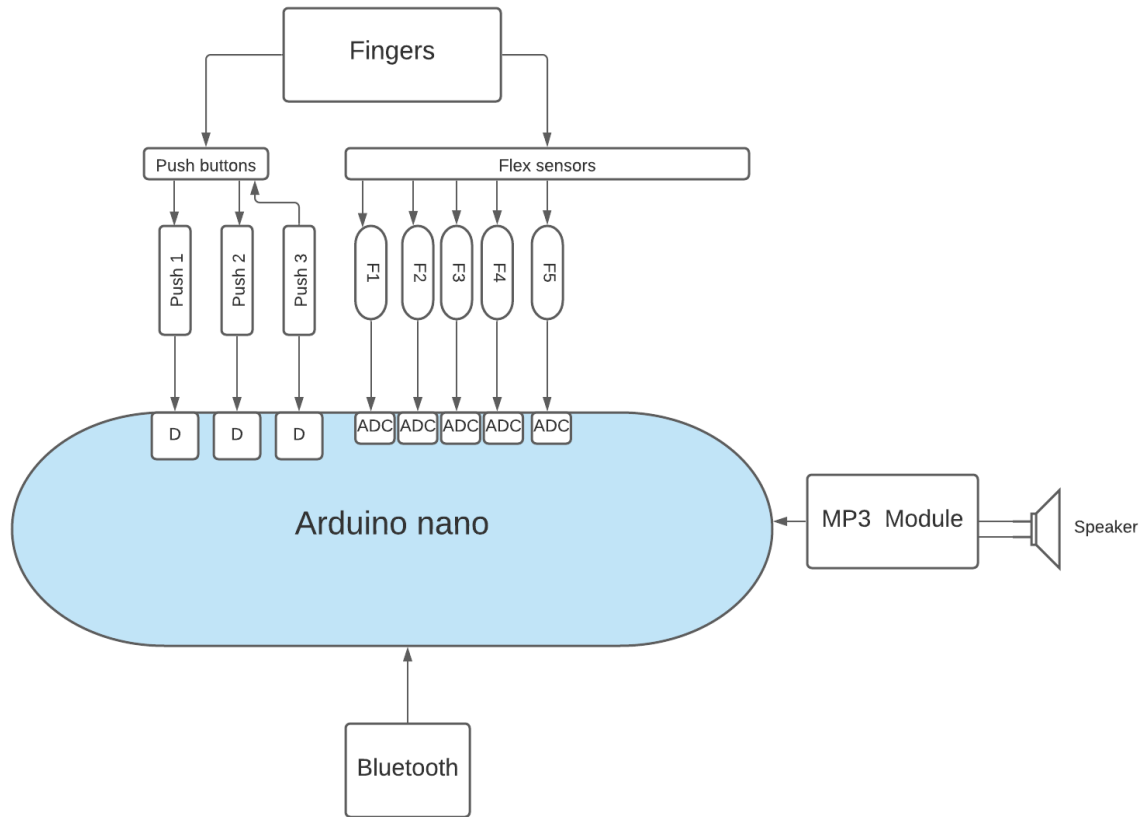 Fingers
Push buttons
Flex sensors
Push 1
Push 2
Push 3
F1
F2
F3
F4
F5
D
D
D
ADC
ADC
ADC
ADC
ADC
Arduino nano
MP3 Module
Speaker
Bluetooth